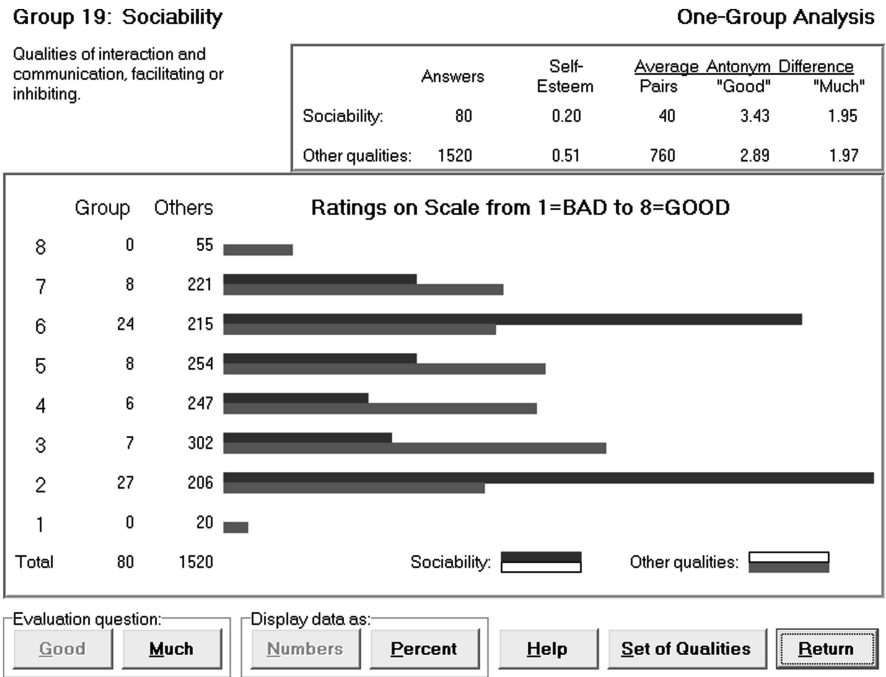 Group 19: Sociability
One-Group Analysis
Qualities of interaction and
communication, facilitating or
inhibiting.
Answers Self-Esteem Average Antonym Difference
Pairs "Good" "Much"
Sociability: 80 0.20 40 3.43 1.95
Other qualities: 1520 0.51 760 2.89 1.97
Group Others Ratings on Scale from 1=BAD to 8=GOOD
8 0 55
7 8 221
6 24 215
5 8 254
4 6 247
3 7 302
2 27 206
1 0 20
Total 80 1520 Sociability: Other qualities:
Evaluation question: Display data as:
Good Much Numbers Percent Help Set of Qualities Return